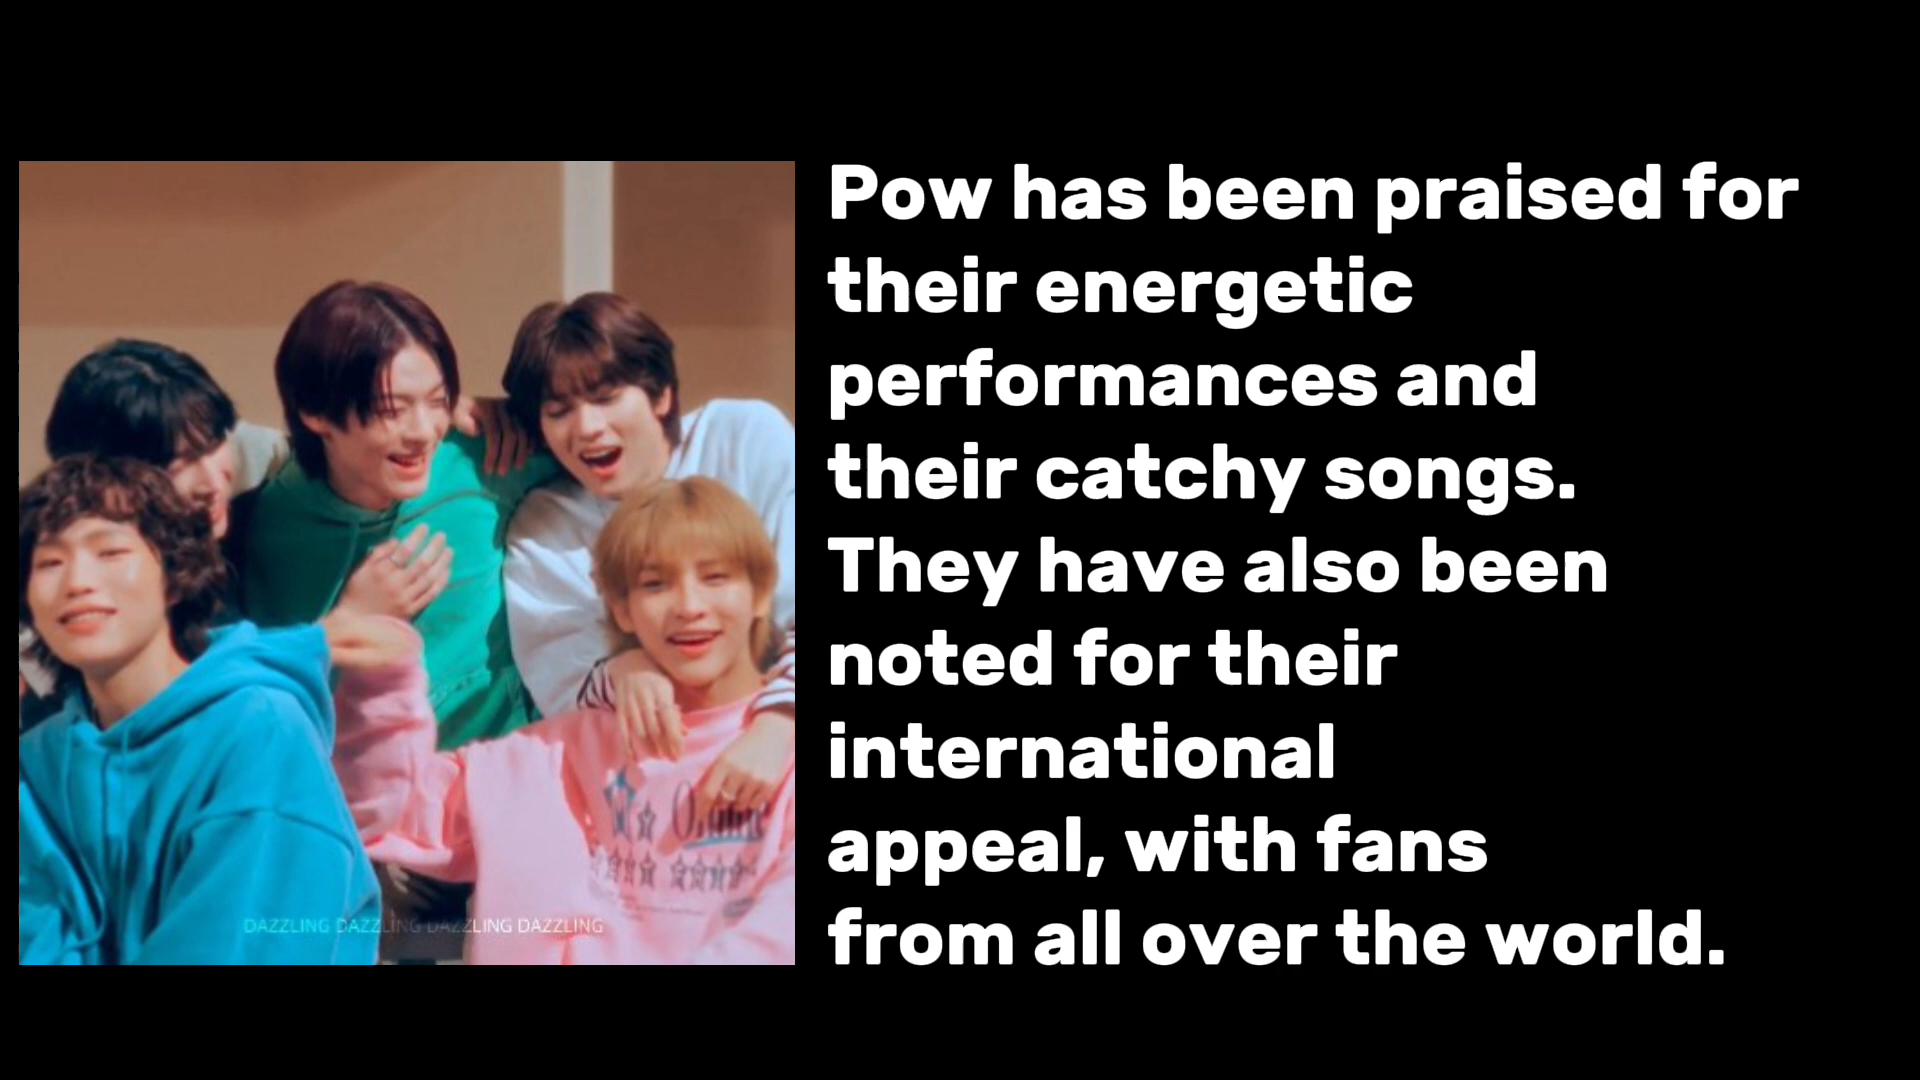 Pow has been praised for
their energetic
performances and
their catchy songs.
They have also been
noted for their
international
appeal, with fans
from all over the world.
DAZZLING DAZZLING DAZZLING DAZZLING